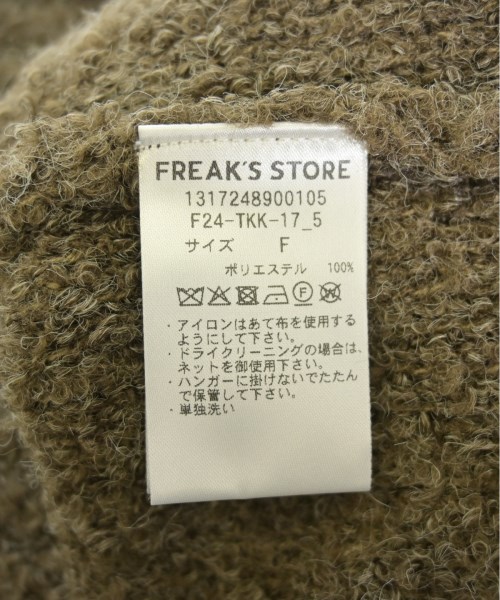 FREAK'S STORE
1317248900105
F24-TKK-17_5
サイズ F
ポリエステル 100%
・アイロンはあて布を使用する
ようにして下さい。
・ドライクリーニングの場合は、
ネットを御使用下さい。
・ハンガーに掛けないでたたん
で保管して下さい。
・単独洗い